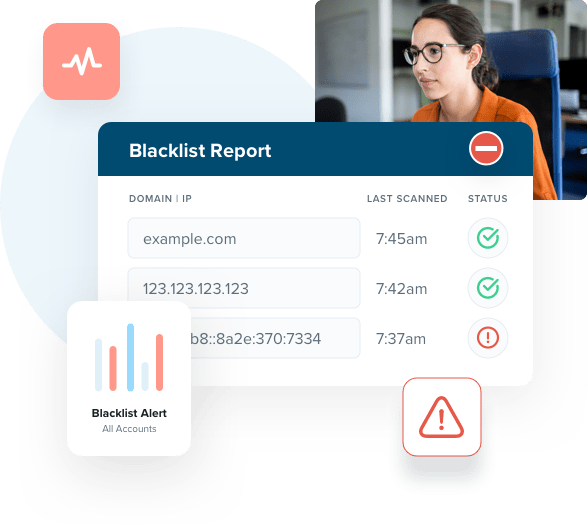 Blacklist Report
DOMAIN | IP LAST SCANNED STATUS
example.com 7:45am
123.123.123.123 7:42am
b8::8a2e:370:7334 7:37am
Blacklist Alert
All Accounts